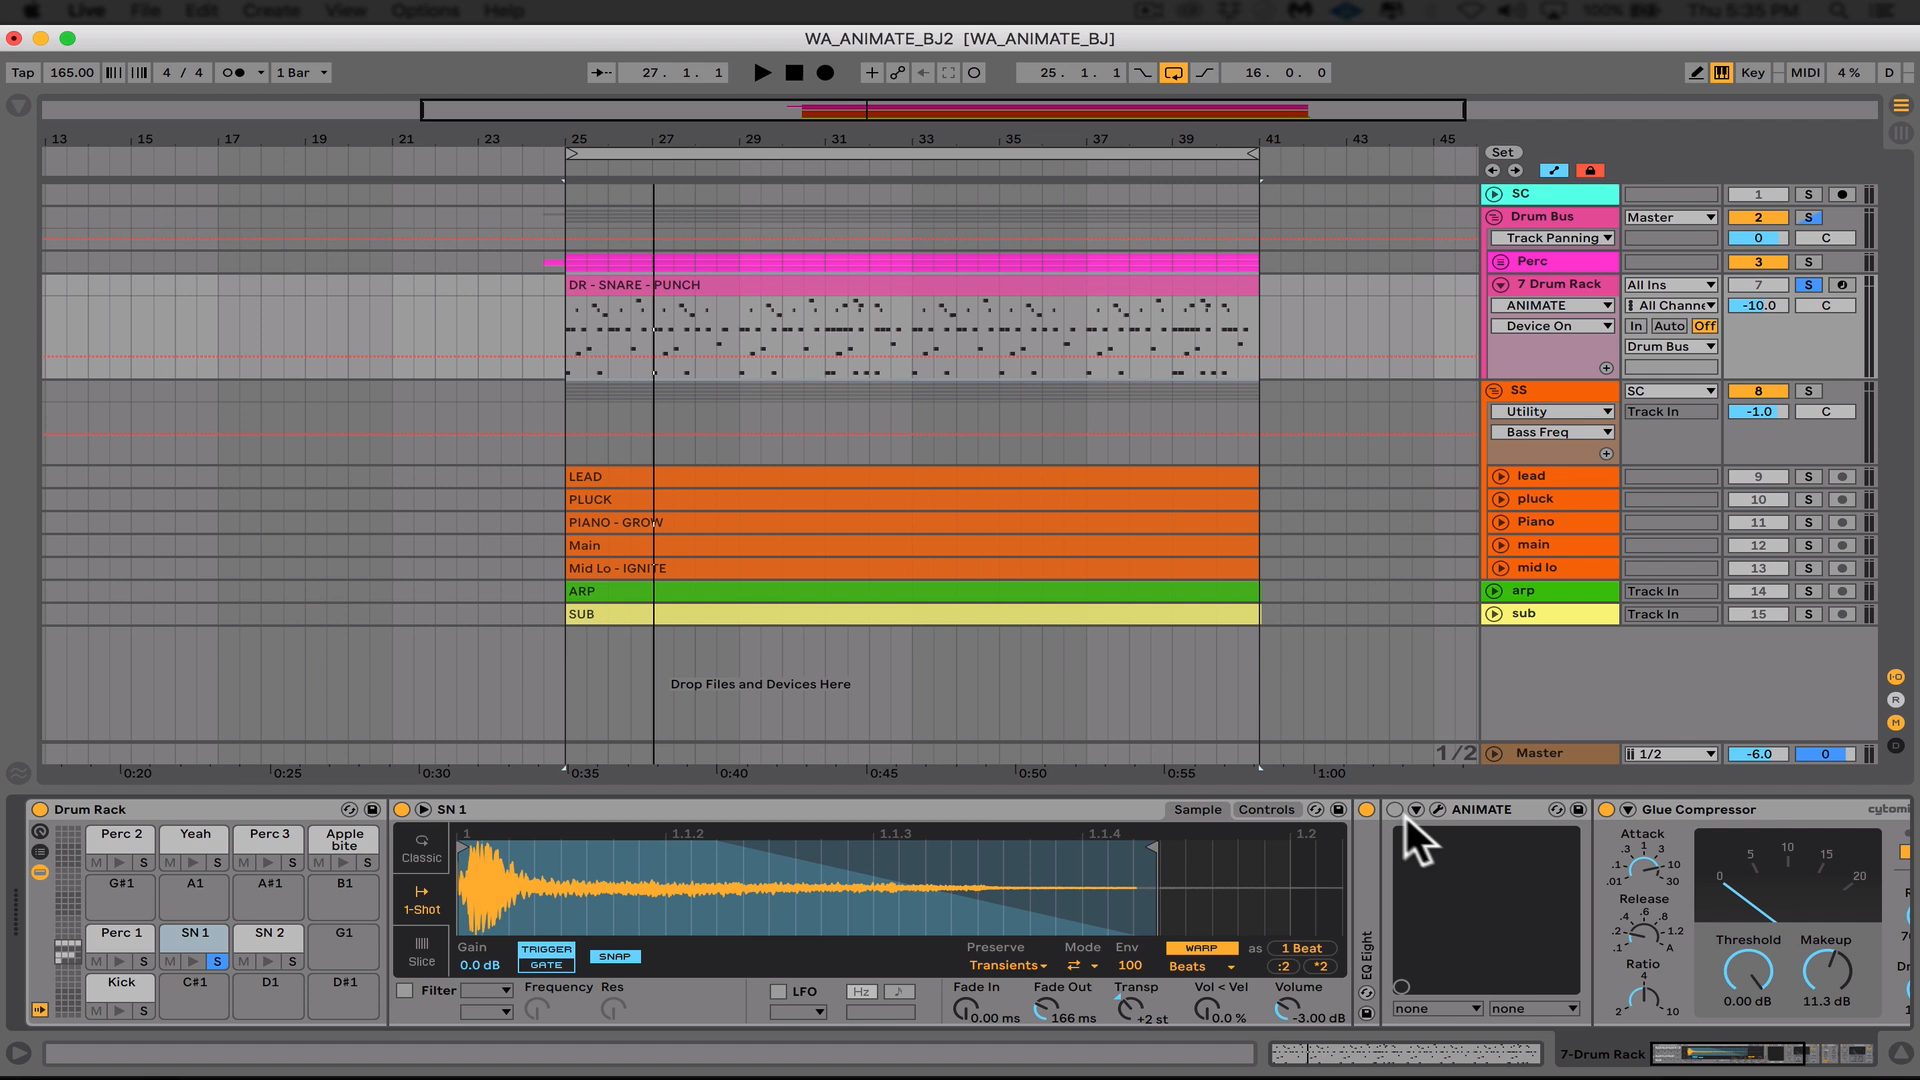 Live File Edit Create View Options Help
100% Thu 5:35 PM
WA_ANIMATE_BJ2 [WA_ANIMATE_BJ]
Tap 165.00 4 / 4 1 Bar 27. 1. 1 25. 1. 1 16. 0. 0 Key MIDI 4 % D
13 15 17 19 21 23 25 27 29 31 33 35 37 39 41 43 45
Set
SC 1 S
Drum Bus Master 2 S
Track Panning 0 C
Perc 3 S
DR - SNARE - PUNCH 7 Drum Rack All Ins 7 S
ANIMATE All Channe -10.0 C
Device On In Auto Off
Drum Bus
SS SC 8 S
Utility Track In -1.0 C
Bass Freq
LEAD lead 9 S
PLUCK pluck 10 S
PIANO - GROW Piano 11 S
Main main 12 S
Mid Lo - IGNITE mid lo 13 S
ARP arp Track In 14 S
SUB sub Track In 15 S
Drop Files and Devices Here
1/2 Master 1/2 -6.0 0
0:20 0:25 0:30 0:35 0:40 0:45 0:50 0:55 1:00
I·O
R
M
D
Drum Rack
Perc 2 Yeah Perc 3 Apple bite
M S M S M S M S
G#1 A1 A#1 B1
Perc 1 SN 1 SN 2 G1
M S M S M S
Kick C#1 D1 D#1
M S
SN 1 Sample Controls
1 1.1.2 1.1.3 1.1.4 1.2
Classic
1-Shot
Slice
Gain TRIGGER SNAP Preserve Mode Env WARP as 1 Beat
0.0 dB GATE Transients 100 Beats :2 *2
Filter Frequency Res LFO Hz Fade In Fade Out Transp Vol < Vel Volume
0.00 ms 166 ms +2 st 0.0 % -3.00 dB
EQ Eight
ANIMATE
none none
Glue Compressor cytomi
Attack
.01 .1 .3 1 3 10 30
Release
.1 .2 .4 .6 .8 1.2 A
Ratio
2 4 10
0 5 10 15 20
Threshold Makeup
0.00 dB 11.3 dB
7-Drum Rack